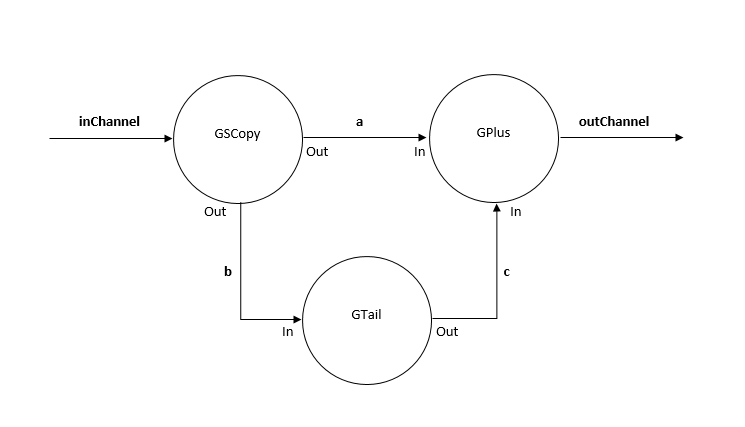 inChannel
GSCopy
a
GPlus
outChannel
Out
In
Out
In
b
c
GTail
In
Out